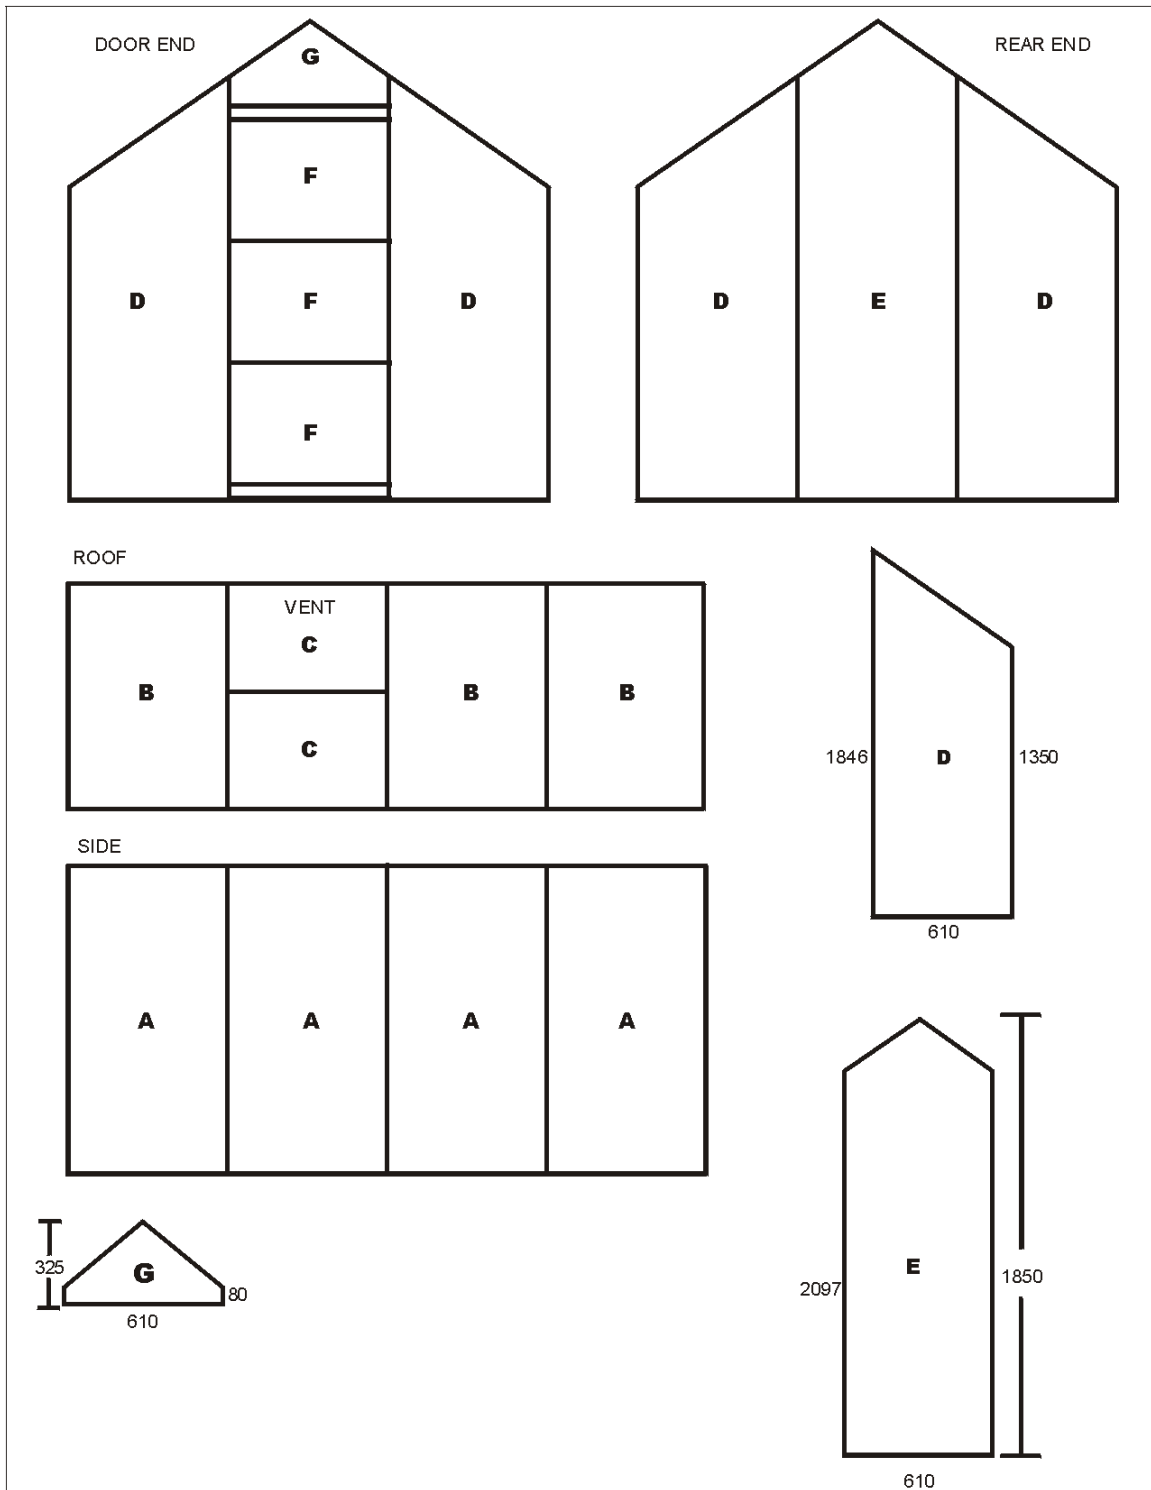 DOOR END
REAR END
G
F
D
F
D
D
E
D
F
ROOF
VENT
C
B
B
B
C
1846
D
1350
610
SIDE
A
A
A
A
325
G
80
610
2097
E
1850
610